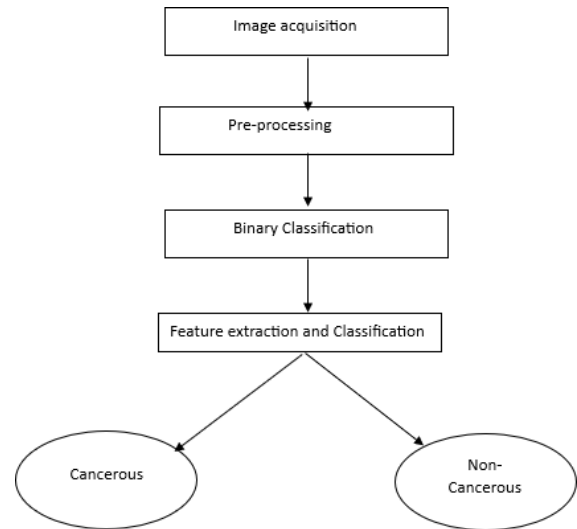 Image acquisition
Pre-processing
Binary Classification
Feature extraction and Classification
Cancerous
Non-
Cancerous